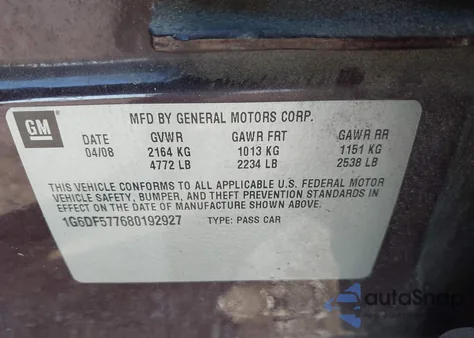 GM
MFD BY GENERAL MOTORS CORP.
DATE GVWR GAWR FRT GAWR RR
04/08 2164 KG 1013 KG 1151 KG
4772 LB 2234 LB 2538 LB
THIS VEHICLE CONFORMS TO ALL APPLICABLE U.S. FEDERAL MOTOR
VEHICLE SAFETY, BUMPER, AND THEFT PREVENTION STANDARDS IN
EFFECT ON THE DATE OF MANUFACTURE SHOWN ABOVE.
1G6DF577680192927 TYPE: PASS CAR
autoSnap